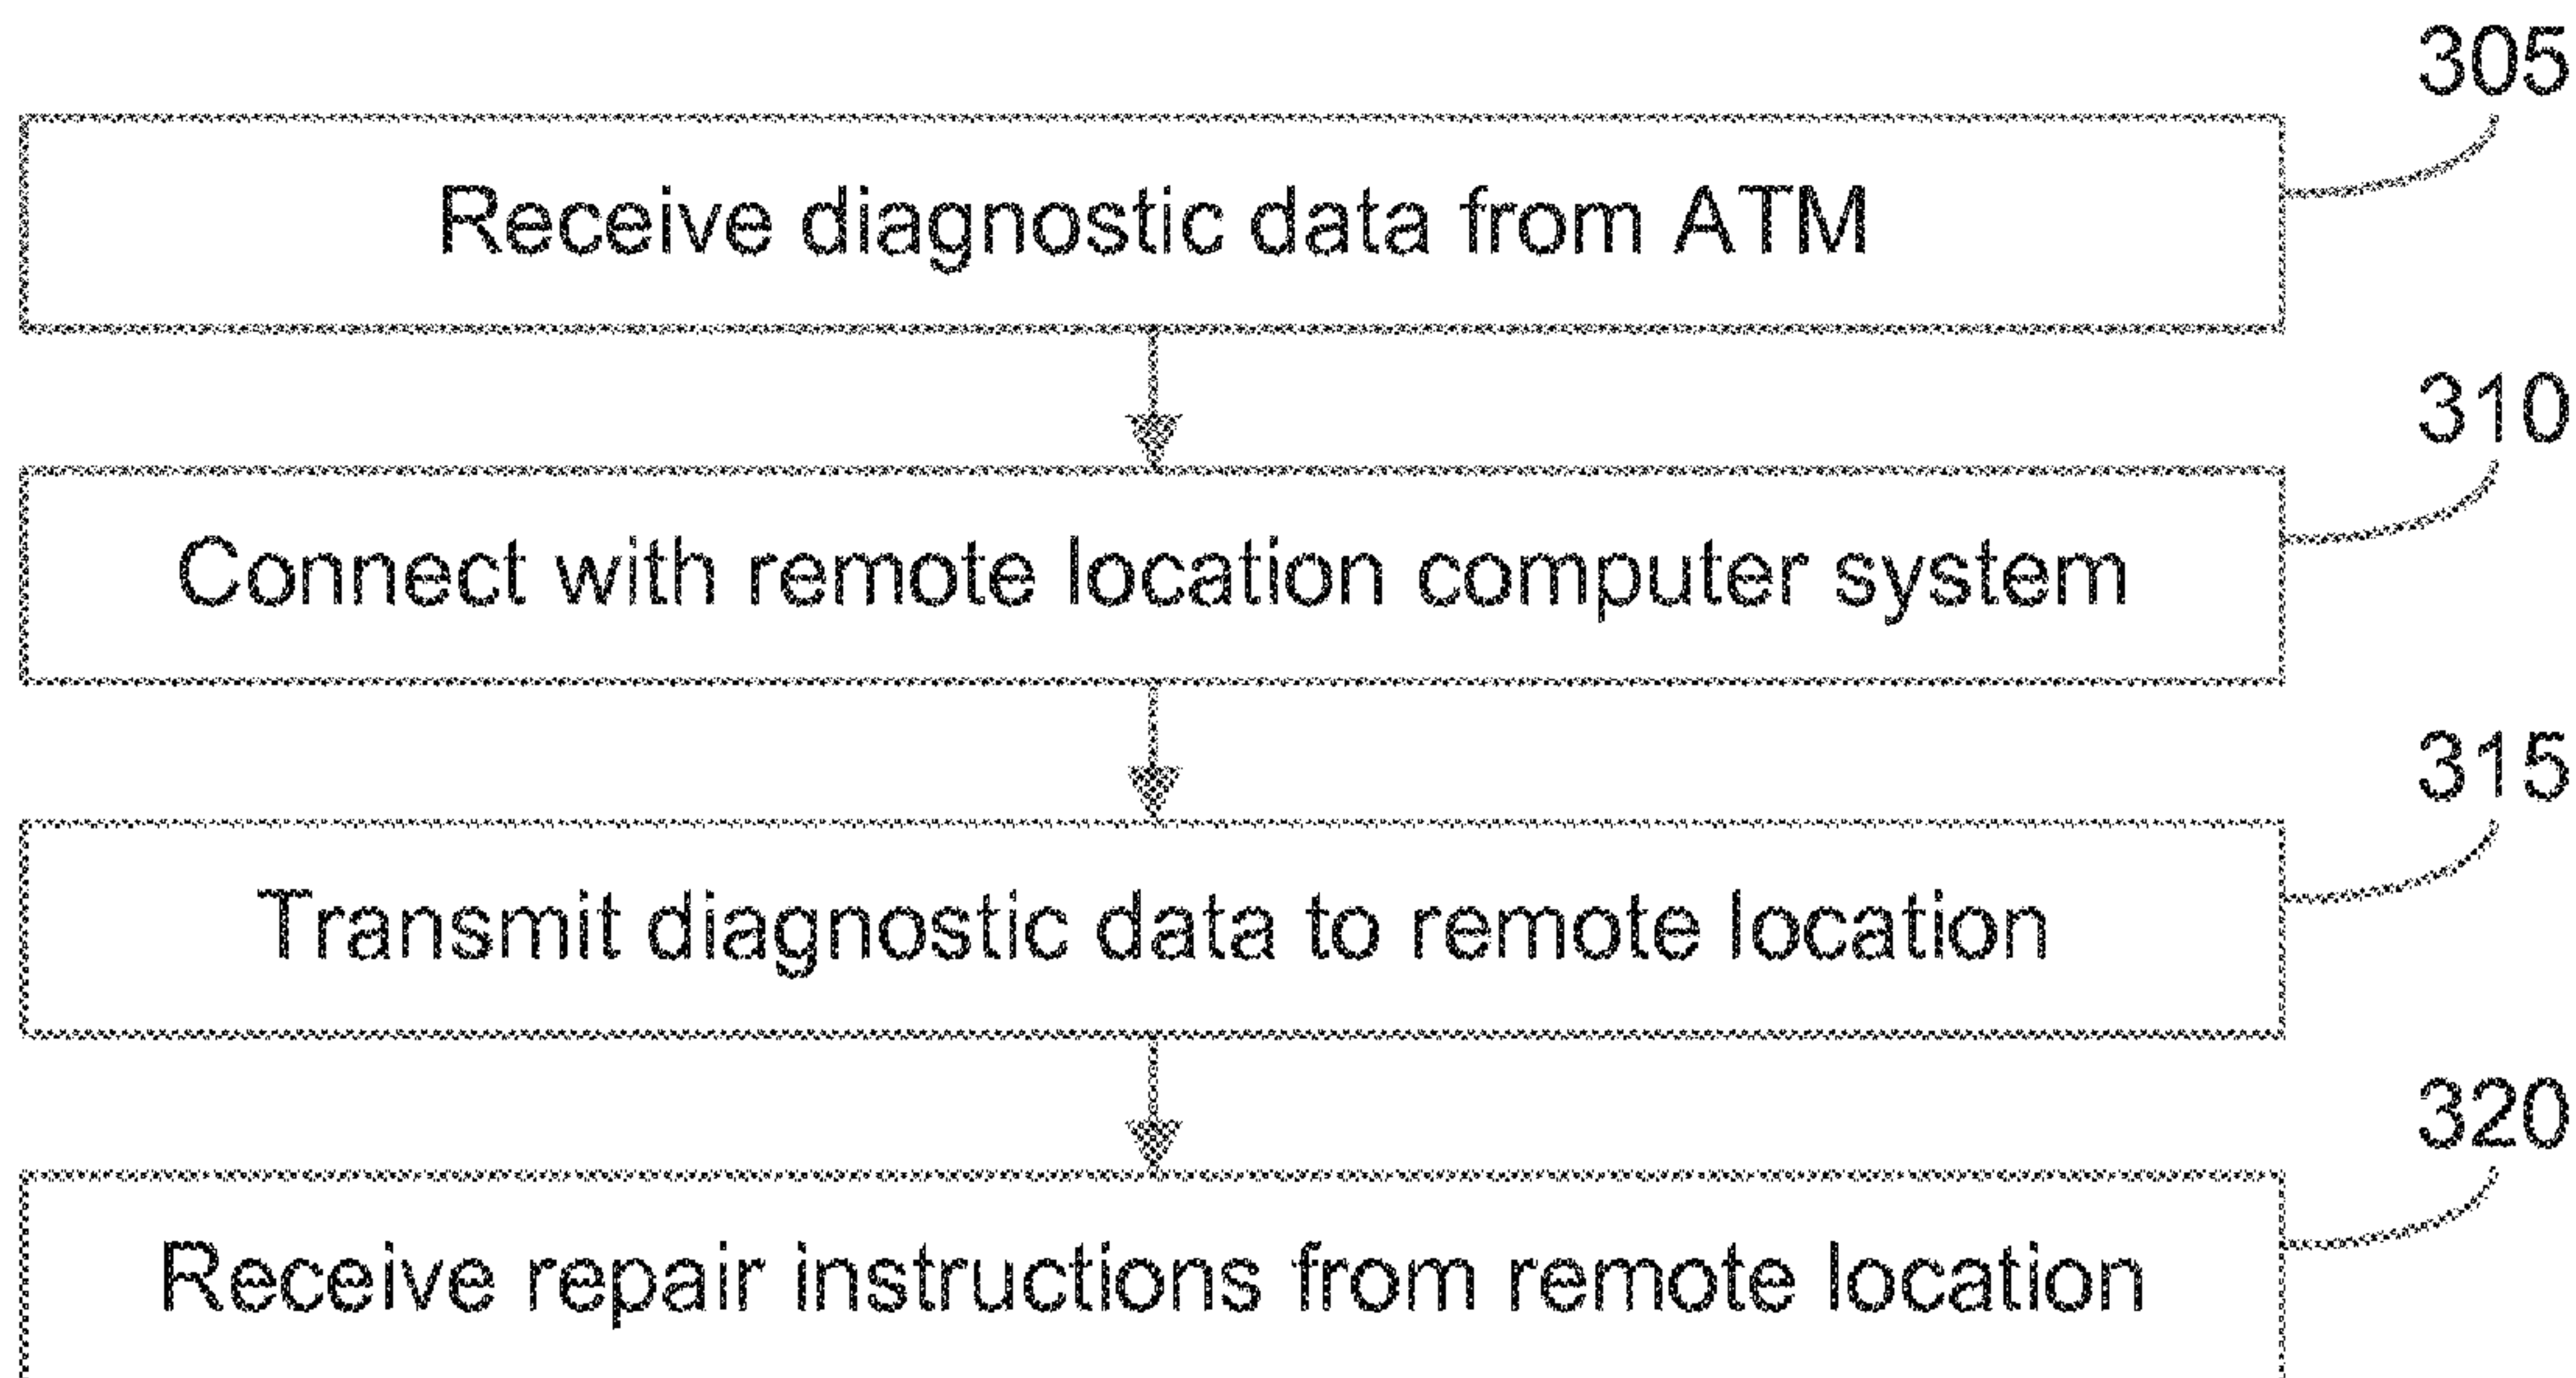 305
Receive diagnostic data from ATM
310
Connect with remote location computer system
315
Transmit diagnostic data to remote location
320
Receive repair instructions from remote location